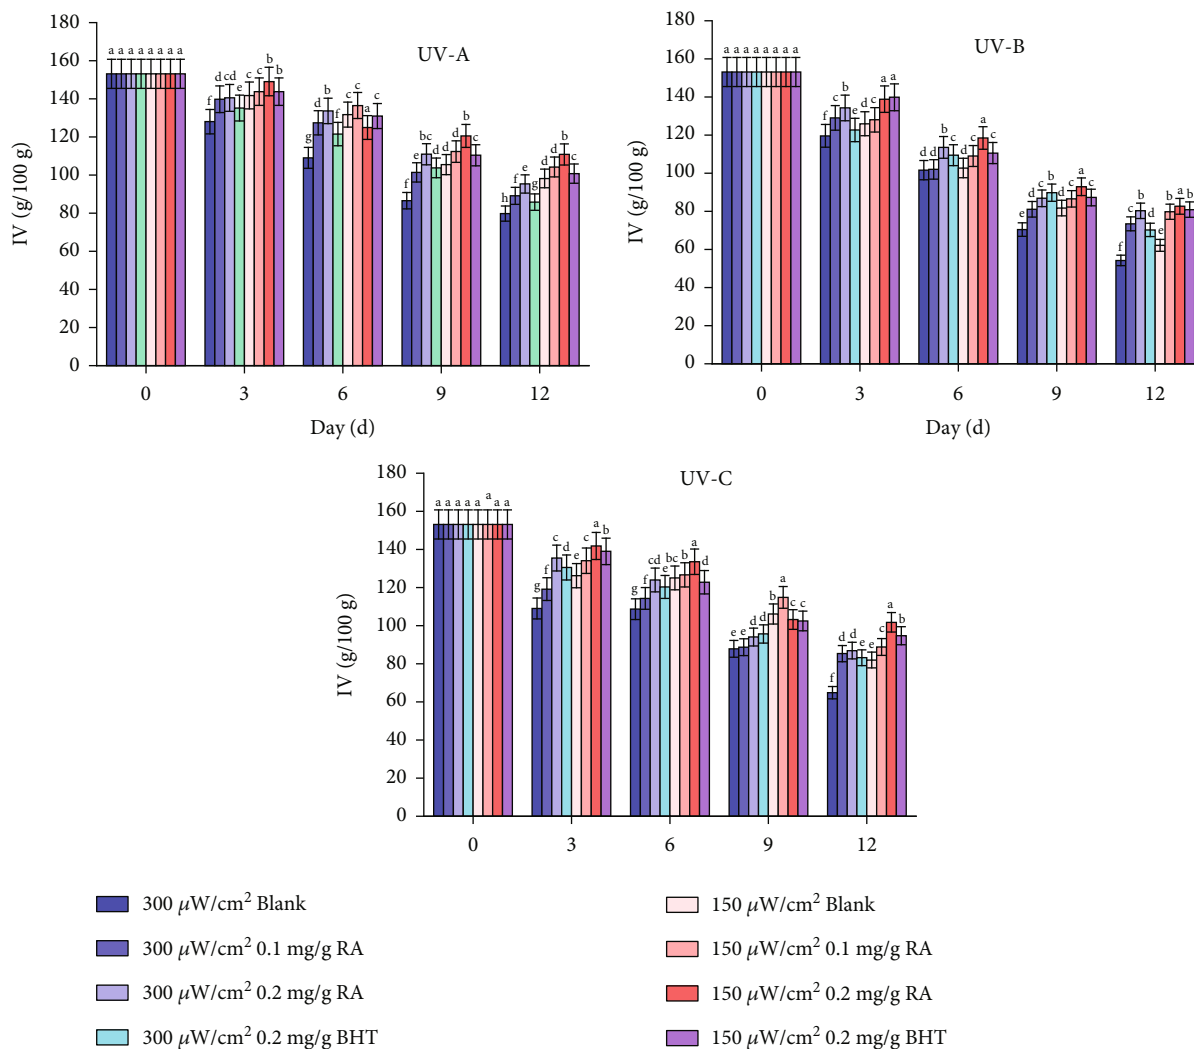 UV-A
IV (g/100 g)
180
160
140
120
100
80
60
40
20
0
a a a a a a a a
f d cd e c c b b
g d b f c c a c
f e bc d e d b c
h f e g d d b c
0 3 6 9 12
Day (d)
UV-B
IV (g/100 g)
180
160
140
120
100
80
60
40
20
0
a a a a a a a a
f c b e d d a a
d d b c d c a c
e d c b d c a c
f c b d e b a b
0 3 6 9 12
Day (d)
UV-C
IV (g/100 g)
180
160
140
120
100
80
60
40
20
0
a a a a a a a a
g f c d e c a b
g f cd e bc b a d
e e d d b a c c
f d d e e c a b
0 3 6 9 12
300 μW/cm² Blank
300 μW/cm² 0.1 mg/g RA
300 μW/cm² 0.2 mg/g RA
300 μW/cm² 0.2 mg/g BHT
150 μW/cm² Blank
150 μW/cm² 0.1 mg/g RA
150 μW/cm² 0.2 mg/g RA
150 μW/cm² 0.2 mg/g BHT